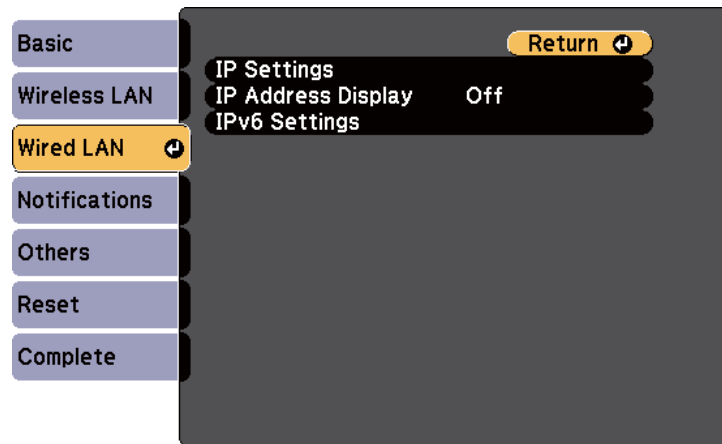 Basic
Wireless LAN
Wired LAN
Notifications
Others
Reset
Complete
Return
IP Settings
IP Address Display Off
IPv6 Settings